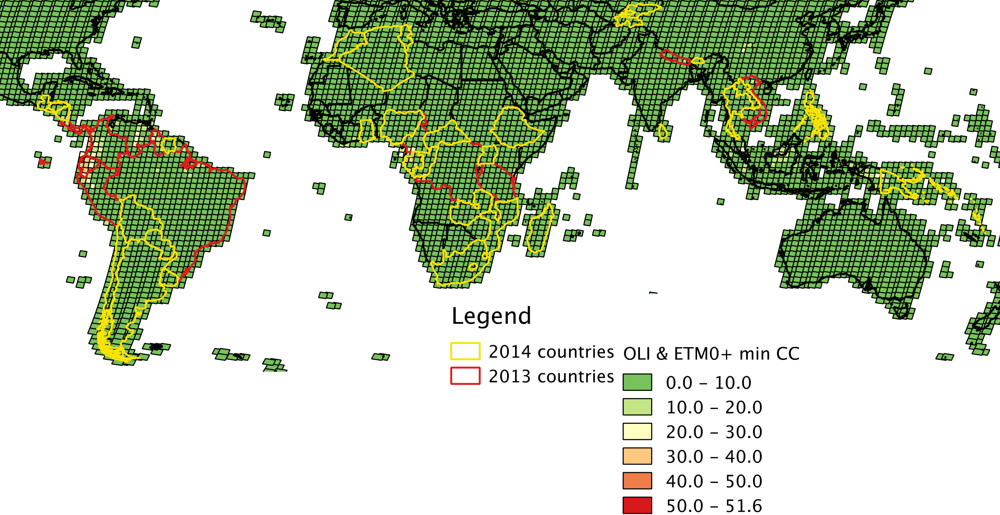 Legend
2014 countries
2013 countries
OLI & ETM0+ min CC
0.0 – 10.0
10.0 – 20.0
20.0 – 30.0
30.0 – 40.0
40.0 – 50.0
50.0 – 51.6